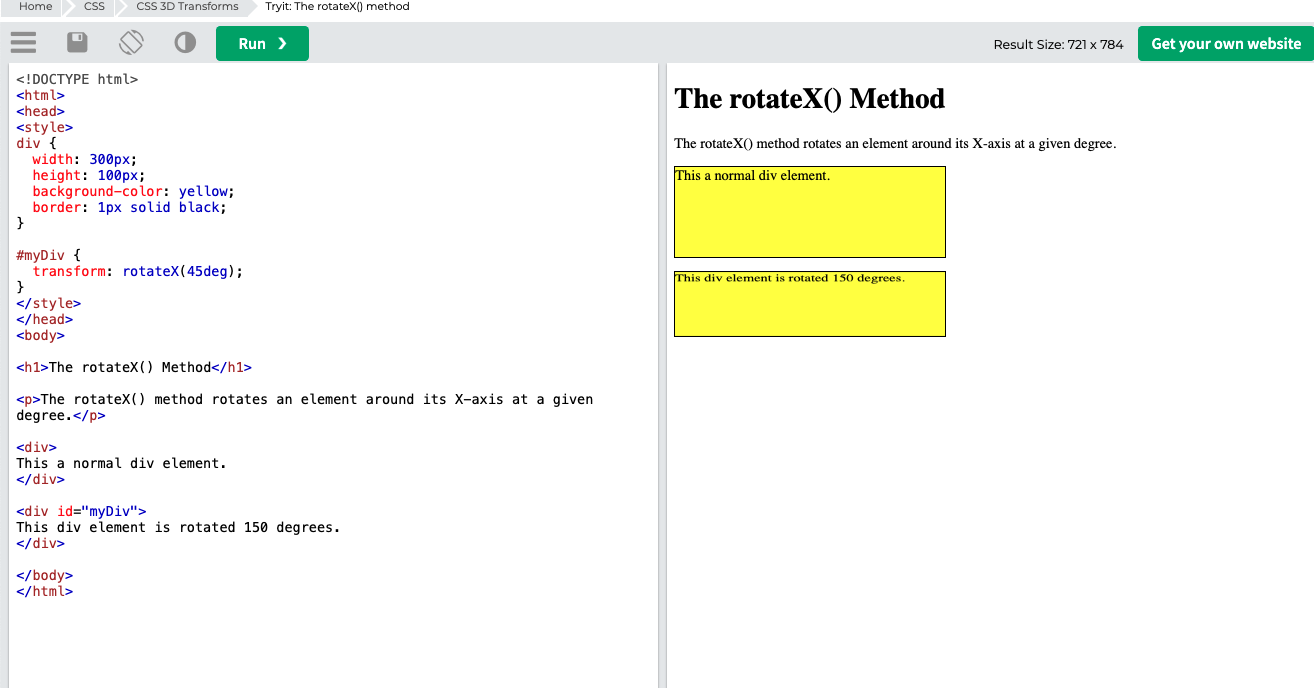 Home CSS CSS 3D Transforms Tryit: The rotateX() method
Run ❯ Result Size: 721 x 784 Get your own website
<!DOCTYPE html>
<html>
<head>
<style>
div {
  width: 300px;
  height: 100px;
  background-color: yellow;
  border: 1px solid black;
}

#myDiv {
  transform: rotateX(45deg);
}
</style>
</head>
<body>

<h1>The rotateX() Method</h1>

<p>The rotateX() method rotates an element around its X-axis at a given
degree.</p>

<div>
This a normal div element.
</div>

<div id="myDiv">
This div element is rotated 150 degrees.
</div>

</body>
</html>
The rotateX() Method
The rotateX() method rotates an element around its X-axis at a given degree.
This a normal div element.
This div element is rotated 150 degrees.